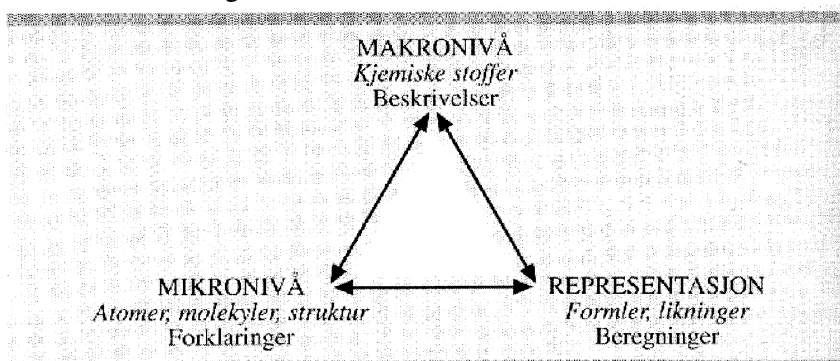 MAKRONIVÅ
Kjemiske stoffer
Beskrivelser
MIKRONIVÅ
Atomer, molekyler, struktur
Forklaringer
REPRESENTASJON
Formler, likninger
Beregninger